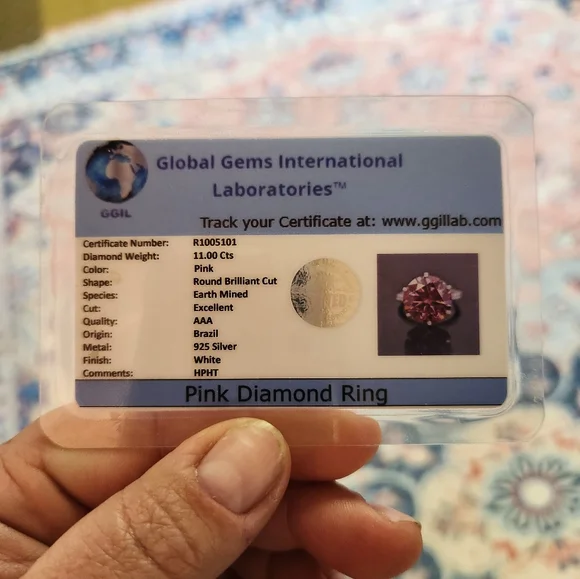 Global Gems International
Laboratories™
GGIL
Track your Certificate at: www.ggillab.com
Certificate Number: R1005101
Diamond Weight: 11.00 Cts
Color: Pink
Shape: Round Brilliant Cut
Species: Earth Mined
Cut: Excellent
Quality: AAA
Origin: Brazil
Metal: 925 Silver
Finish: White
Comments: HPHT
Pink Diamond Ring